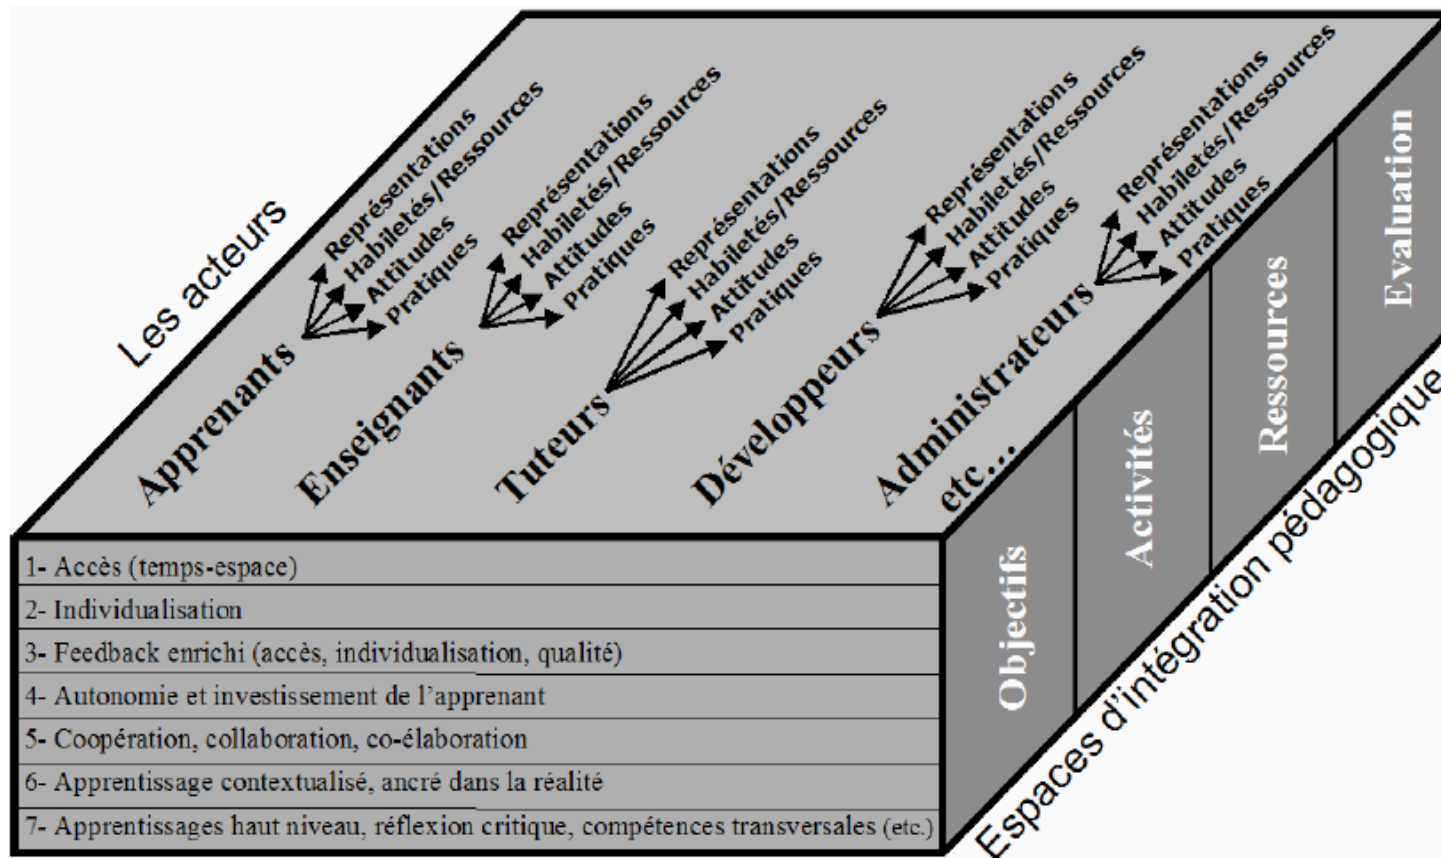 Les acteurs
Apprenants
Représentations
Habiletés/Ressources
Attitudes
Pratiques
Enseignants
Représentations
Habiletés/Ressources
Attitudes
Pratiques
Tuteurs
Représentations
Habiletés/Ressources
Attitudes
Pratiques
Développeurs
Représentations
Habiletés/Ressources
Attitudes
Pratiques
Administrateurs
Représentations
Habiletés/Ressources
Attitudes
Pratiques
etc...
1- Accès (temps-espace)
2- Individualisation
3- Feedback enrichi (accès, individualisation, qualité)
4- Autonomie et investissement de l’apprenant
5- Coopération, collaboration, co-élaboration
6- Apprentissage contextualisé, ancré dans la réalité
7- Apprentissages haut niveau, réflexion critique, compétences transversales (etc.)
Objectifs
Activités
Ressources
Evaluation
Espaces d’intégration pédagogique